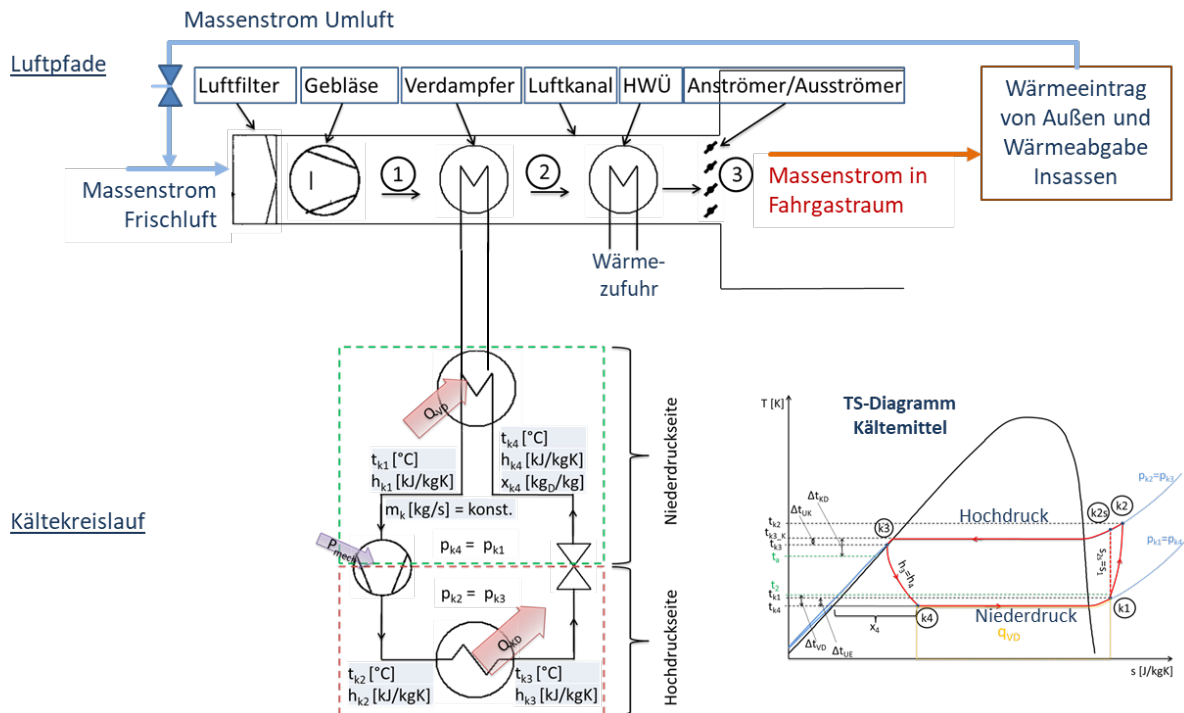 Massenstrom Umluft
Luftpfade
Luftfilter
Gebläse
Verdampfer
Luftkanal
HWÜ
Anströmer/Ausströmer
Wärmeeintrag
von Außen und
Wärmeabgabe
Insassen
1
2
3
Massenstrom
Frischluft
Massenstrom in
Fahrgastraum
Wärme-
zufuhr
Kältekreislauf
Q_VD
t_k1 [°C]
h_k1 [kJ/kgK]
t_k4 [°C]
h_k4 [kJ/kgK]
x_k4 [kg_D/kg]
m_k [kg/s] = konst.
P_mech
p_k4 = p_k1
p_k2 = p_k3
Q_KD
t_k2 [°C]
h_k2 [kJ/kgK]
t_k3 [°C]
h_k3 [kJ/kgK]
Niederdruckseite
Hochdruckseite
T [K]
TS-Diagramm
Kältemittel
p_k2=p_k3
p_k1=p_k4
Δt_KD
Δt_UK
t_k2
t_k3_K
t_k3
t_a
t_2
t_k1
t_k4
k3
Hochdruck
k2s
k2
h_3=h_4
s_2s=s_1
k4
Niederdruck
k1
x_4
q_VD
Δt_VD
Δt_UE
s [J/kgK]